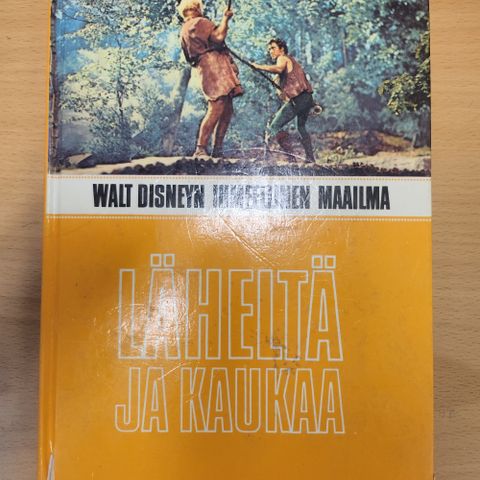 WALT DISNEYN IHMEELLINEN MAAILMA
LÄHELTÄ
JA KAUKAA